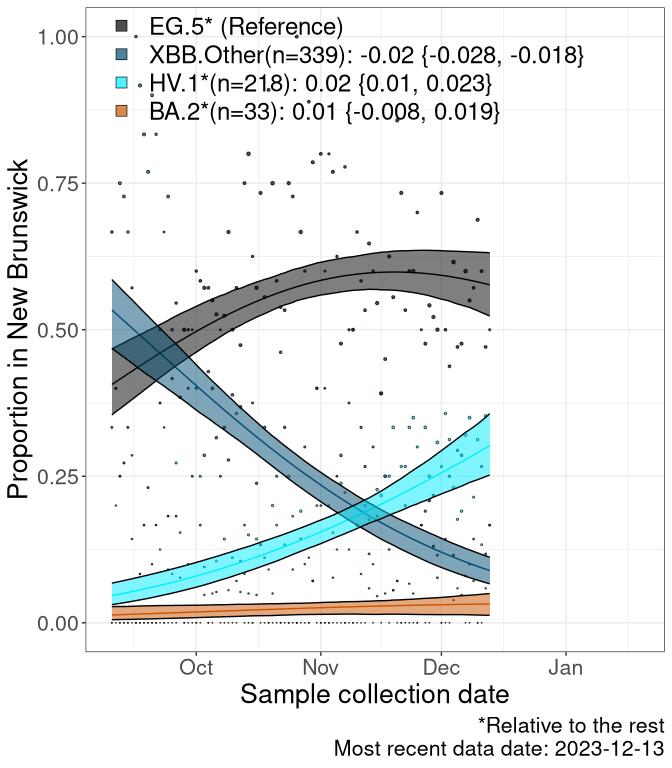 EG.5* (Reference)
XBB.Other(n=339): -0.02 {-0.028, -0.018}
HV.1*(n=218): 0.02 {0.01, 0.023}
BA.2*(n=33): 0.01 {-0.008, 0.019}
Proportion in New Brunswick
1.00
0.75
0.50
0.25
0.00
Oct Nov Dec Jan
Sample collection date
*Relative to the rest
Most recent data date: 2023-12-13